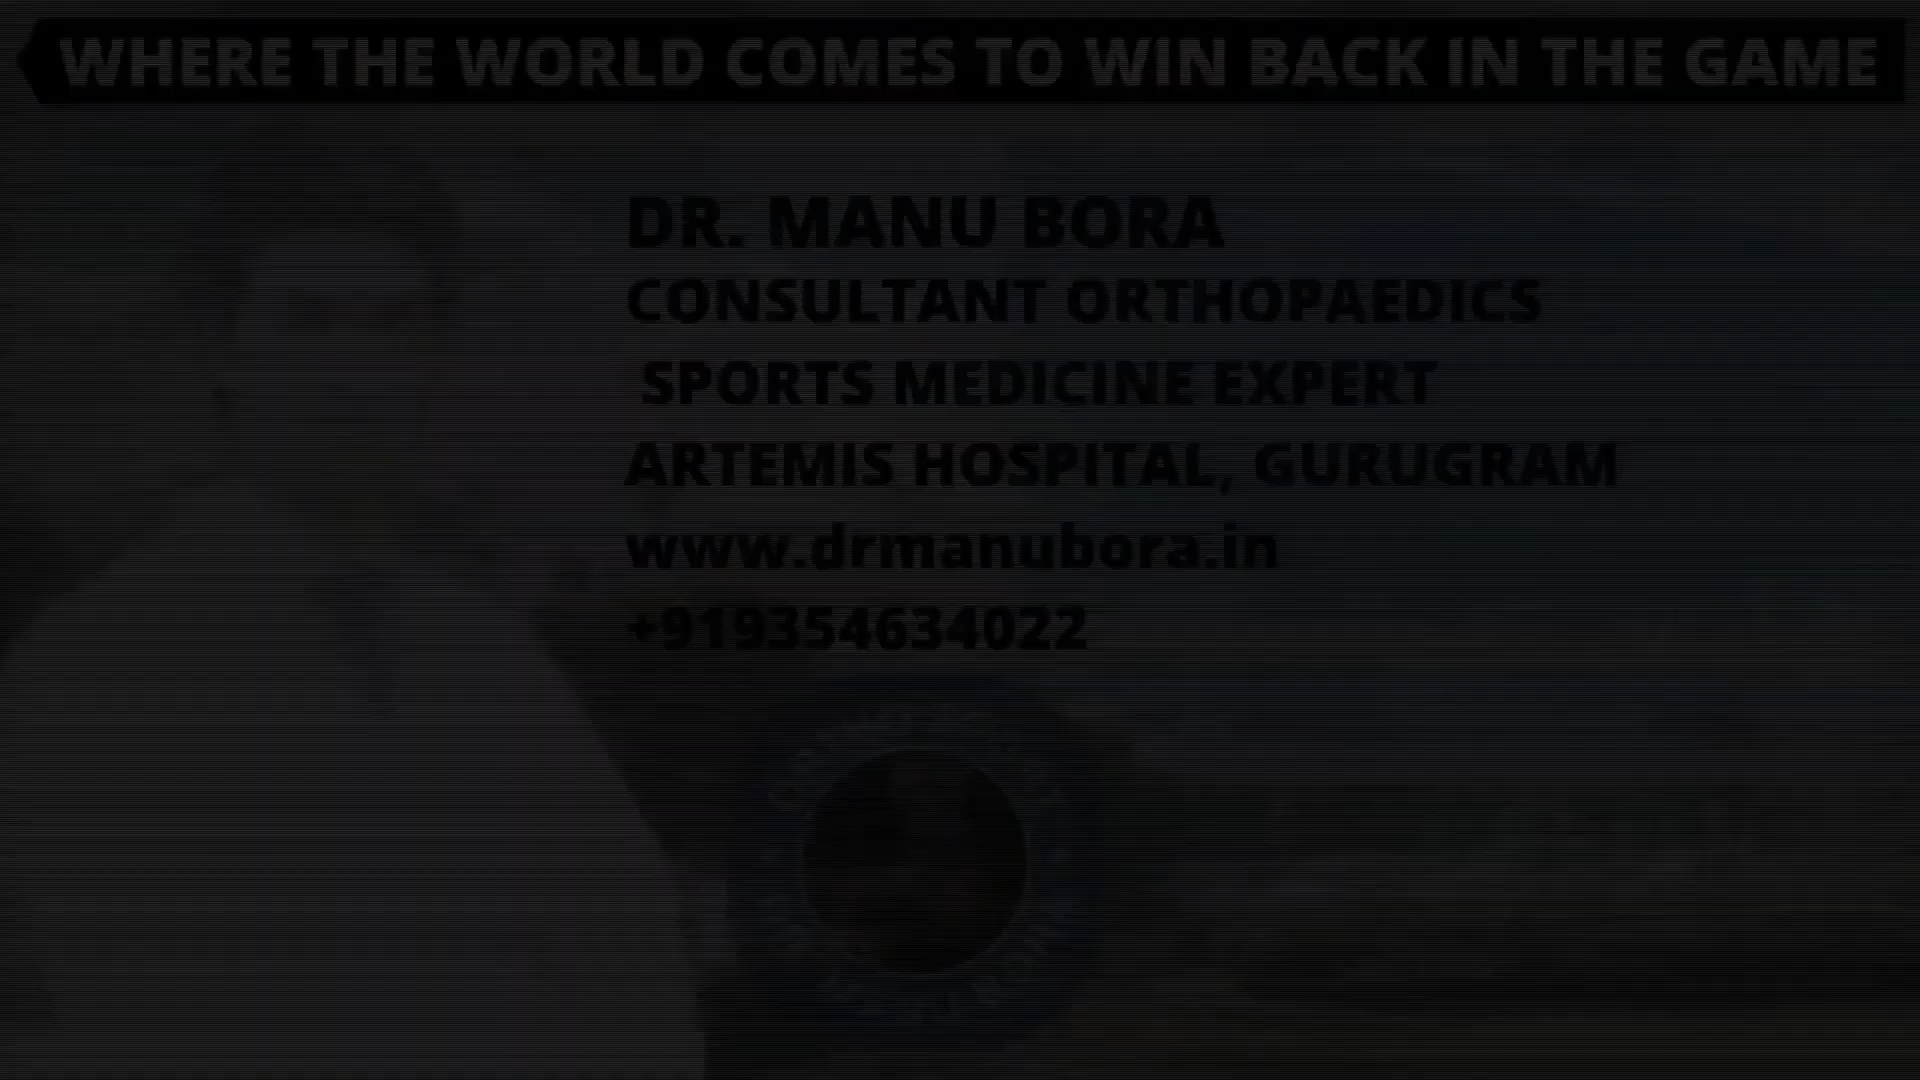 WHERE THE WORLD COMES TO WIN BACK IN THE GAME
DR. MANU BORA
CONSULTANT ORTHOPAEDICS
SPORTS MEDICINE EXPERT
ARTEMIS HOSPITAL, GURUGRAM
www.drmanubora.in
+919354634022